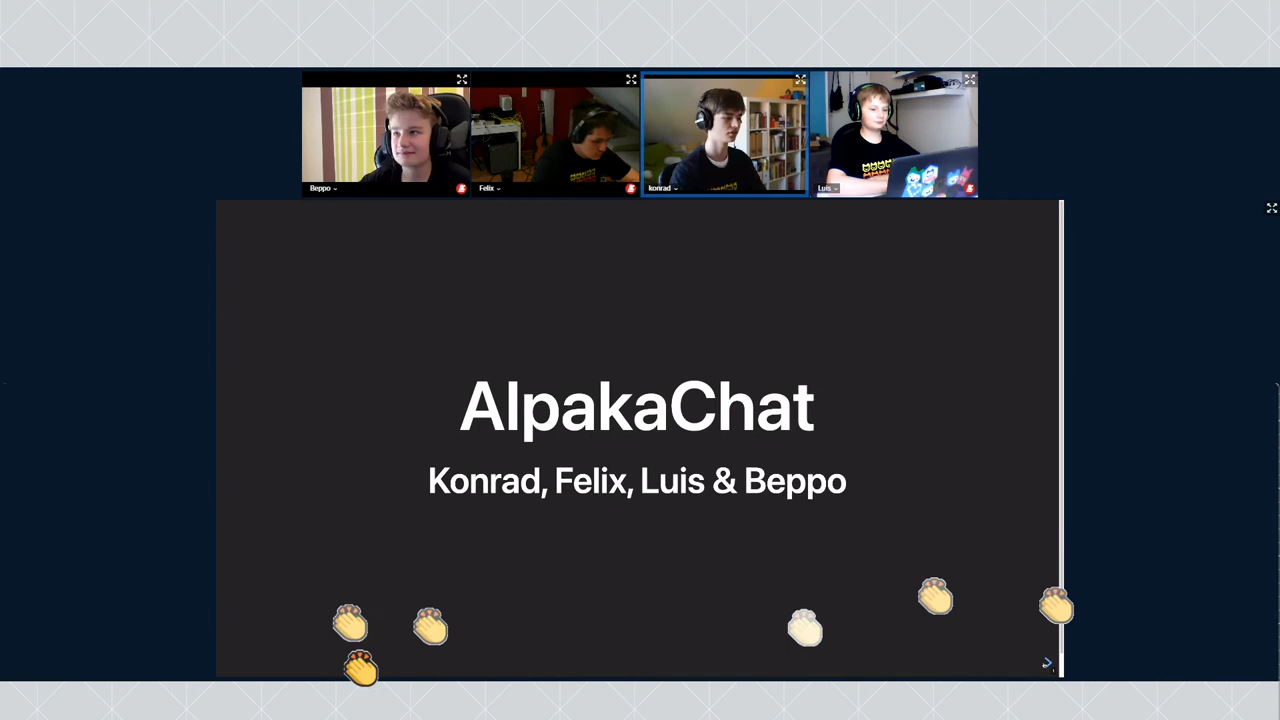 Beppo
Felix
konrad
Luis
AlpakaChat
Konrad, Felix, Luis & Beppo